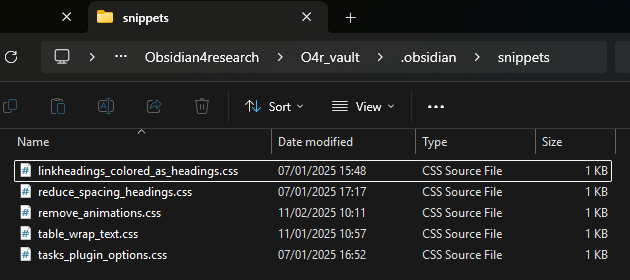 snippets
Obsidian4research > O4r_vault > .obsidian > snippets
Sort View
Name Date modified Type Size
linkheadings_colored_as_headings.css 07/01/2025 15:48 CSS Source File 1 KB
reduce_spacing_headings.css 07/01/2025 17:17 CSS Source File 1 KB
remove_animations.css 11/02/2025 10:11 CSS Source File 1 KB
table_wrap_text.css 11/01/2025 10:57 CSS Source File 1 KB
tasks_plugin_options.css 07/01/2025 16:52 CSS Source File 1 KB